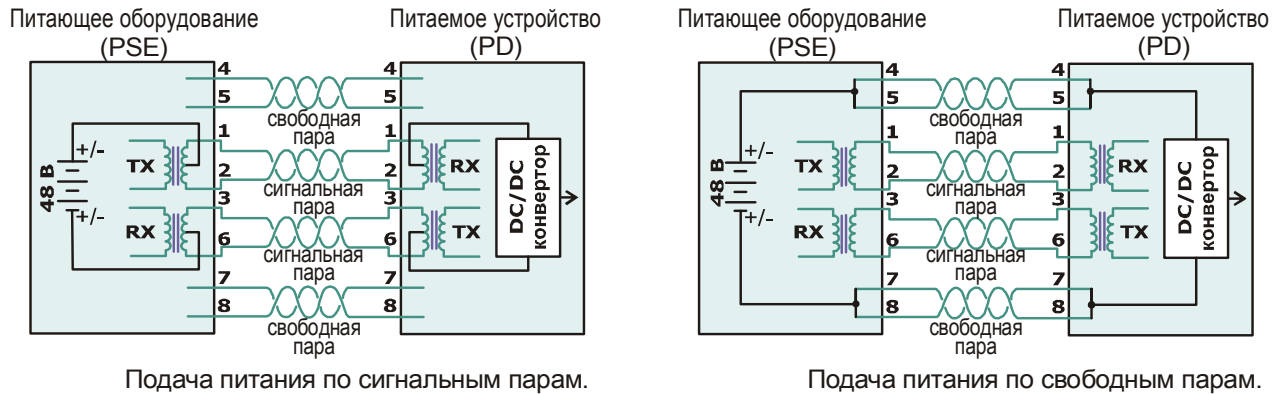 Питающее оборудование
(PSE)
Питаемое устройство
(PD)
4
5
свободная
пара
4
5
1
2
сигнальная
пара
1
2
3
6
сигнальная
пара
3
6
7
8
свободная
пара
7
8
+/-
48 В
+/-
TX
RX
RX
TX
DC/DC
конвертор
Подача питания по сигнальным парам.
Питающее оборудование
(PSE)
Питаемое устройство
(PD)
4
5
свободная
пара
4
5
1
2
сигнальная
пара
1
2
3
6
сигнальная
пара
3
6
7
8
свободная
пара
7
8
+/-
48 В
+/-
TX
RX
RX
TX
DC/DC
конвертор
Подача питания по свободным парам.